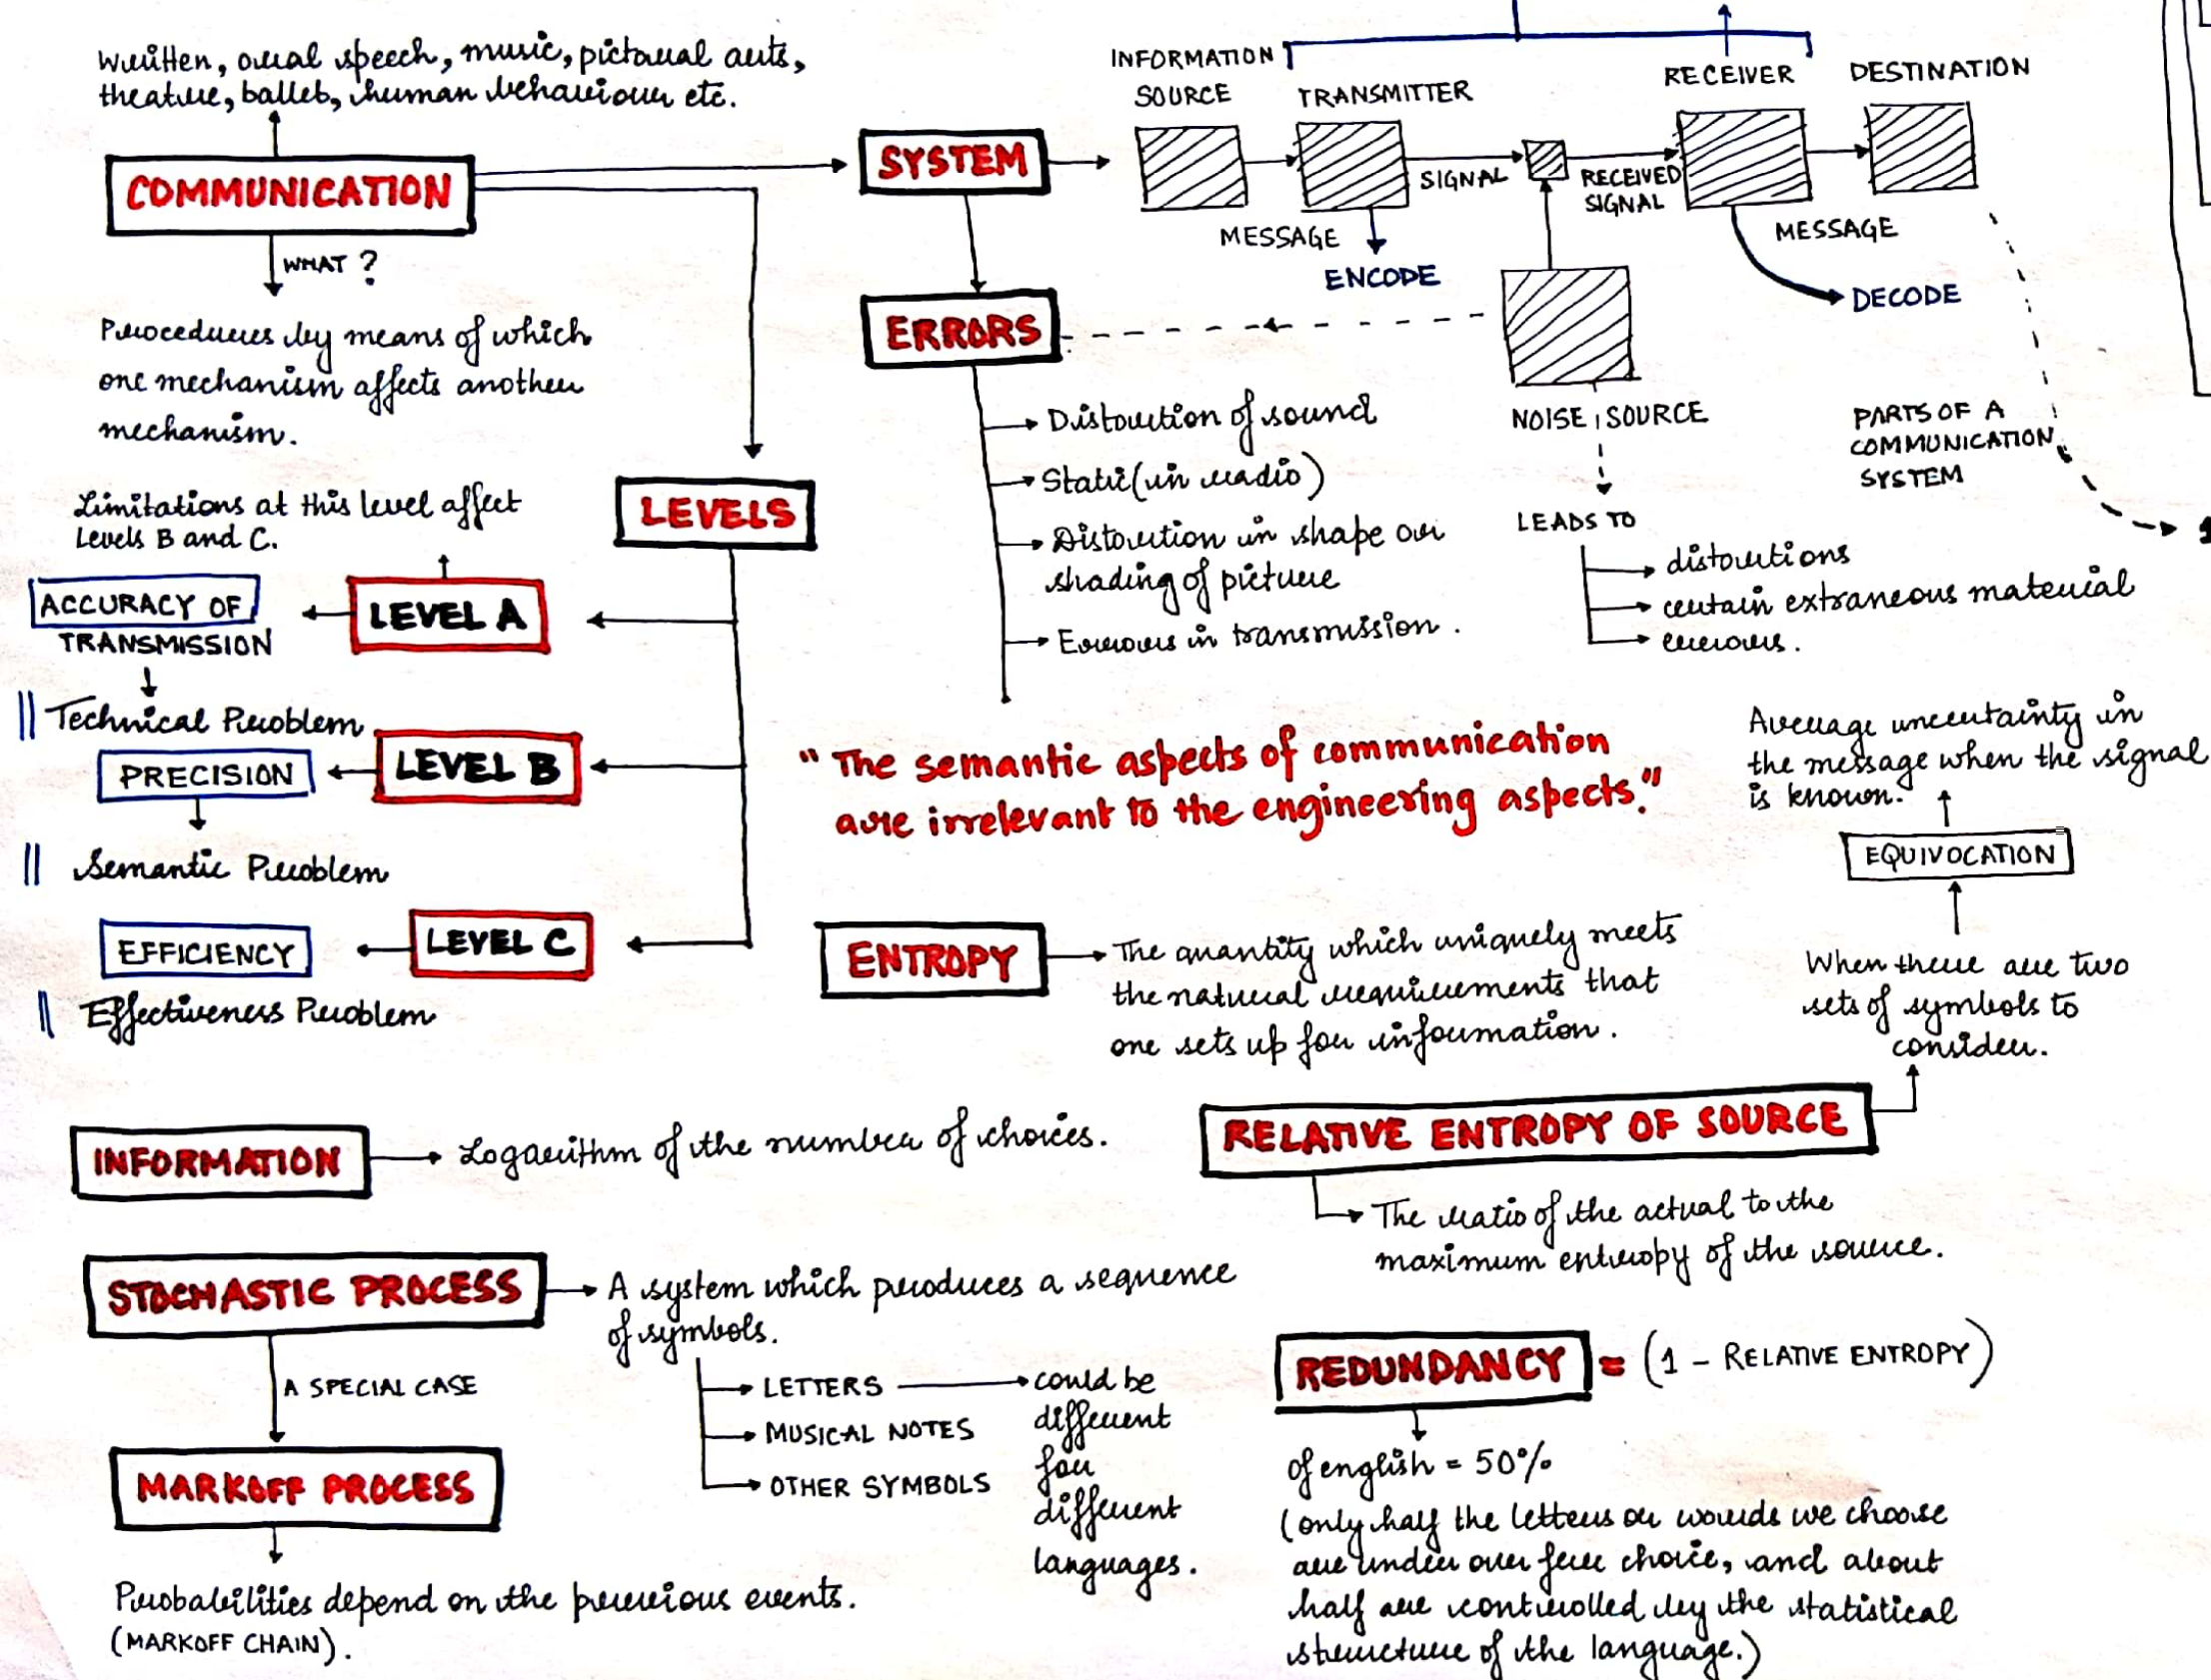 Written, oral speech, music, pictorial arts,
theatre, ballet, human behaviour etc.
COMMUNICATION
WHAT ?
Procedures by means of which
one mechanism affects another
mechanism.
SYSTEM
INFORMATION
SOURCE
TRANSMITTER
RECEIVER
DESTINATION
MESSAGE
SIGNAL
RECEIVED
SIGNAL
MESSAGE
ENCODE
DECODE
ERRORS
Distortion of sound
Static (in radio)
Distortion in shape or
shading of picture
Errors in transmission.
NOISE SOURCE
LEADS TO
distortions
certain extraneous material
errors.
PARTS OF A
COMMUNICATION
SYSTEM
LEVELS
Limitations at this level affect
Levels B and C.
LEVEL A
ACCURACY OF
TRANSMISSION
Technical Problem
LEVEL B
PRECISION
Semantic Problem
LEVEL C
EFFICIENCY
Effectiveness Problem
"The semantic aspects of communication
are irrelevant to the engineering aspects."
Average uncertainty in
the message when the signal
is known.
EQUIVOCATION
When there are two
sets of symbols to
consider.
ENTROPY
The quantity which uniquely meets
the natural requirements that
one sets up for information.
RELATIVE ENTROPY OF SOURCE
The ratio of the actual to the
maximum entropy of the source.
INFORMATION
Logarithm of the number of choices.
STOCHASTIC PROCESS
A system which produces a sequence
of symbols.
LETTERS
MUSICAL NOTES
OTHER SYMBOLS
could be
different
for
different
languages.
A SPECIAL CASE
MARKOFF PROCESS
Probabilities depend on the previous events.
(MARKOFF CHAIN).
REDUNDANCY = (1 - RELATIVE ENTROPY)
of english = 50%
(only half the letters or words we choose
are under our free choice, and about
half are controlled by the statistical
structure of the language.)